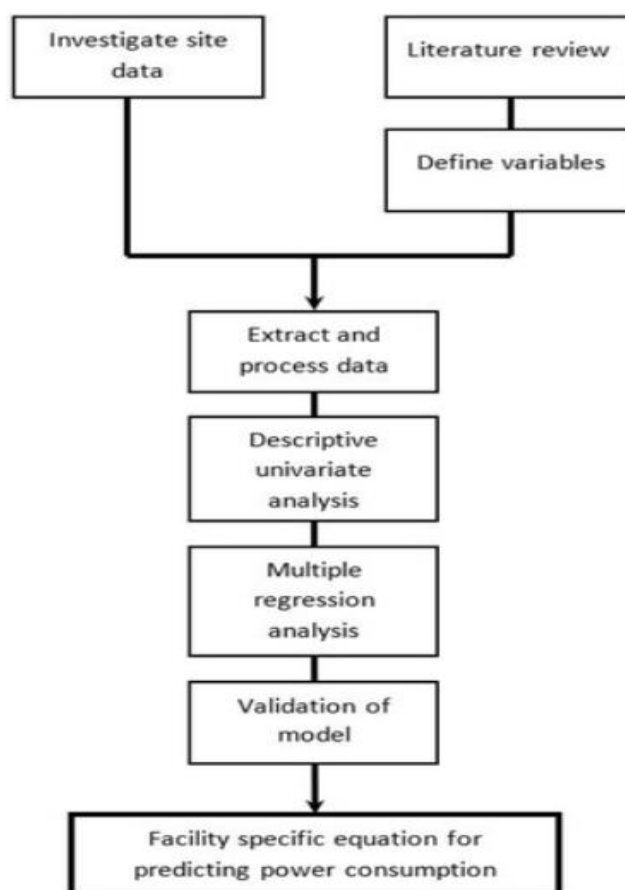 Investigate site
data
Literature review
Define variables
Extract and
process data
Descriptive
univariate
analysis
Multiple
regression
analysis
Validation of
model
Facility specific equation for
predicting power consumption